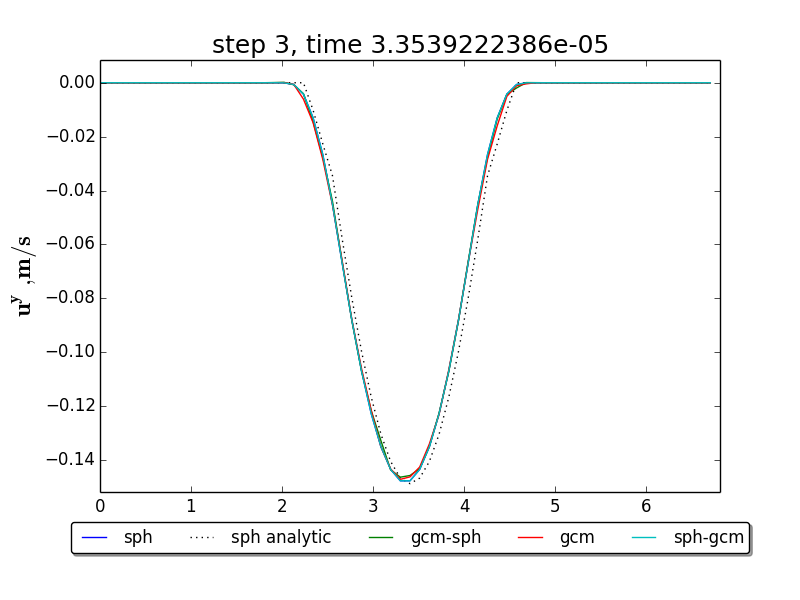 step 3, time 3.3539222386e-05
0.00
−0.02
−0.04
−0.06
−0.08
−0.10
−0.12
−0.14
u^y ,m/s
0 1 2 3 4 5 6
sph sph analytic gcm-sph gcm sph-gcm